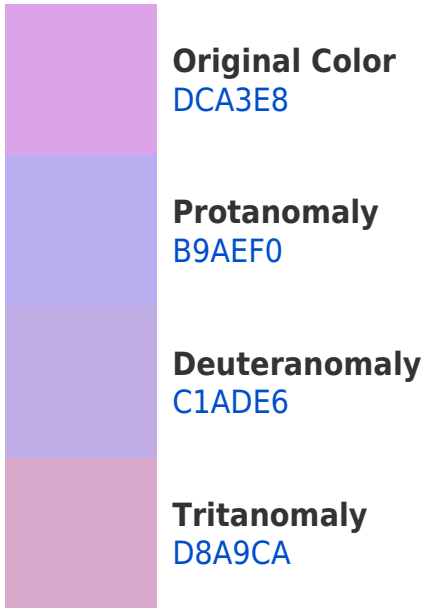 Original Color
DCA3E8
Protanomaly
B9AEF0
Deuteranomaly
C1ADE6
Tritanomaly
D8A9CA